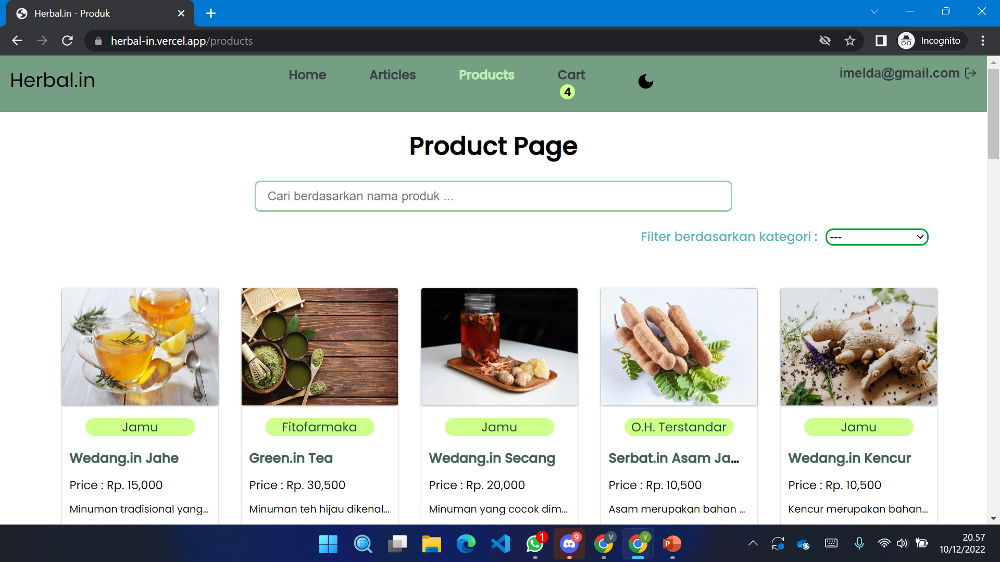 Herbal.in - Produk
herbal-in.vercel.app/products
Incognito
Herbal.in
Home
Articles
Products
Cart
4
imelda@gmail.com
Product Page
Cari berdasarkan nama produk ...
Filter berdasarkan kategori :
---
Jamu
Fitofarmaka
Jamu
O.H. Terstandar
Jamu
Wedang.in Jahe
Green.in Tea
Wedang.in Secang
Serbat.in Asam Ja...
Wedang.in Kencur
Price : Rp. 15,000
Price : Rp. 30,500
Price : Rp. 20,000
Price : Rp. 10,500
Price : Rp. 10,500
Minuman tradisional yang...
Minuman teh hijau dikenal...
Minuman yang cocok dim...
Asam merupakan bahan ...
Kencur merupakan bahan...
1
9
V
V
P
20.57
10/12/2022